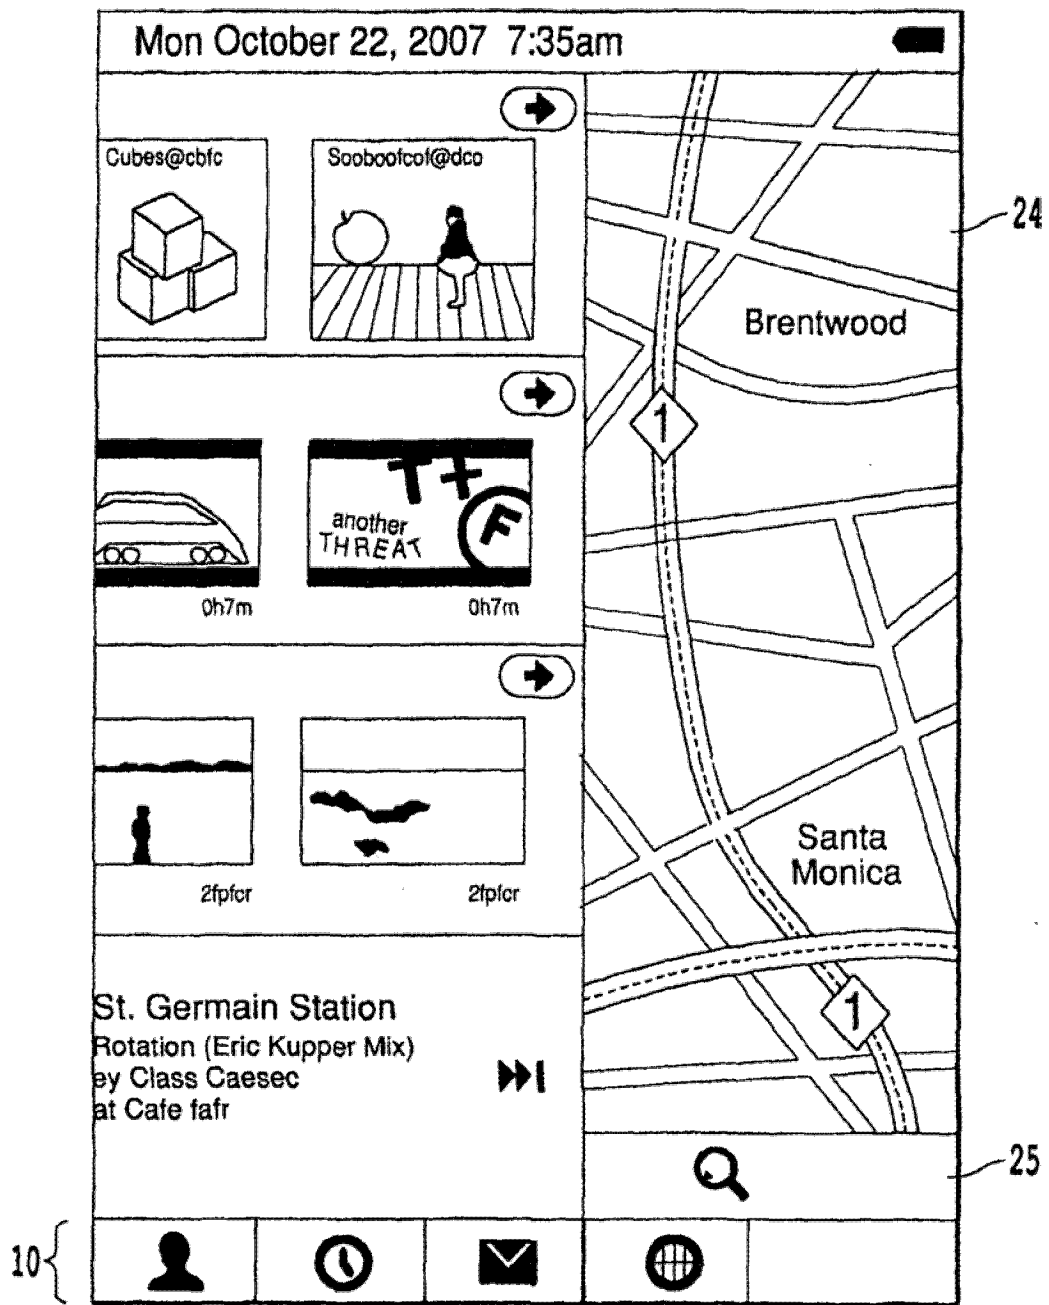 Mon October 22, 2007 7:35am
Cubes@cbfc
Sooboofcof@dco
24
Brentwood
1
T +
F
another
THREAT
0h7m
0h7m
Santa
Monica
2fpfcr
2fpfcr
1
St. Germain Station
Rotation (Eric Kupper Mix)
ey Class Caesec
at Cafe fafr
25
10